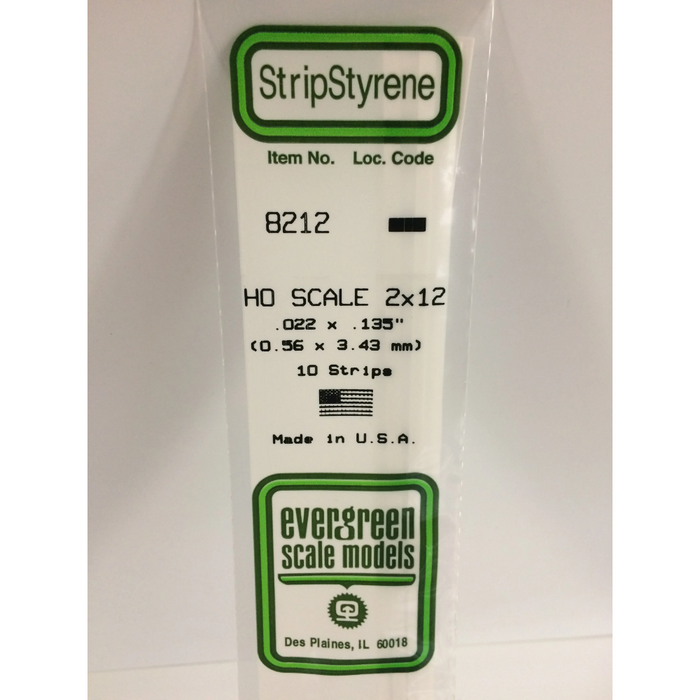 StripStyrene
Item No. Loc. Code
8212
HO SCALE 2x12
.022 x .135"
(0.56 x 3.43 mm)
10 Strips
Made in U.S.A.
evergreen
scale models
Des Plaines, IL 60018